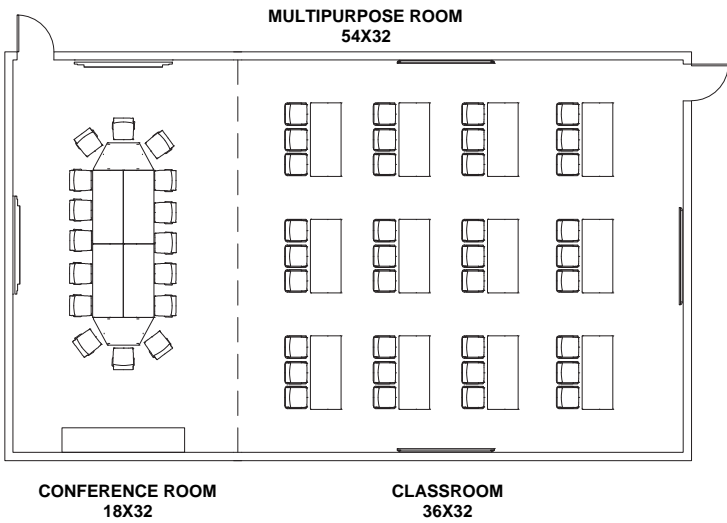 MULTIPURPOSE ROOM
54X32
CONFERENCE ROOM
18X32
CLASSROOM
36X32